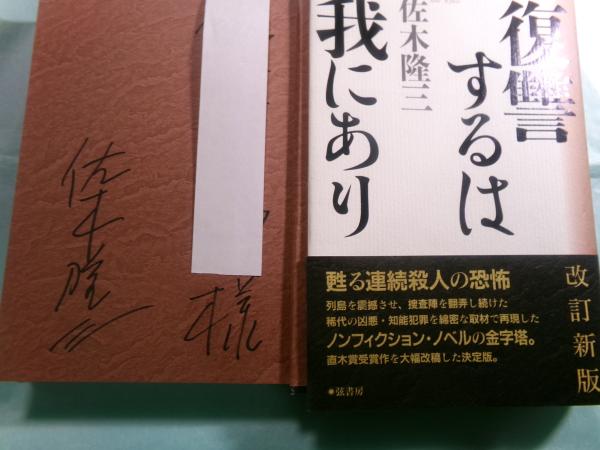 復讐
するは
我にあり
佐木隆三
改訂新版
甦る連続殺人の恐怖
列島を震撼させ、捜査陣を翻弄し続けた
稀代の凶悪・知能犯罪を綿密な取材で再現した
ノンフィクション・ノベルの金字塔。
直木賞受賞作を大幅改稿した決定版。
弦書房
様
佐木隆三